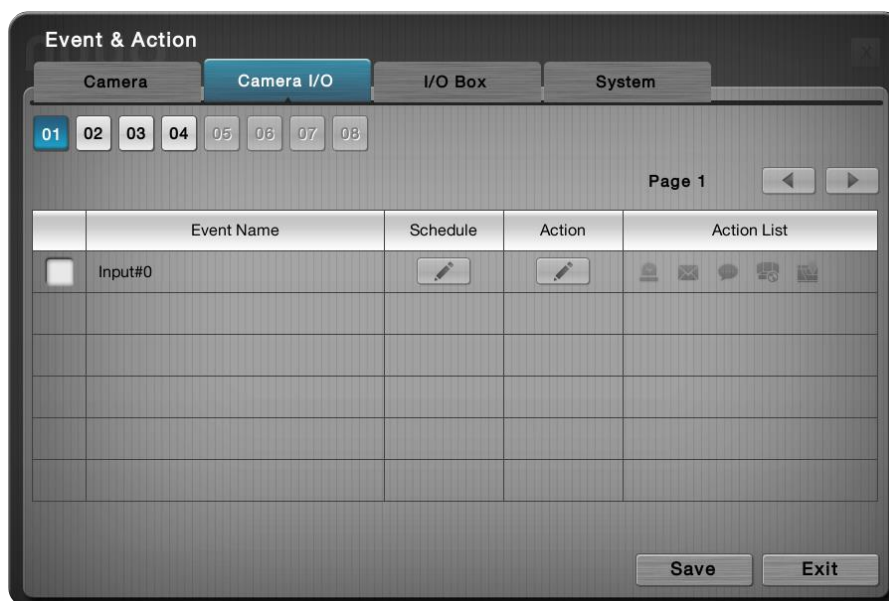 Event & Action
Camera Camera I/O I/O Box System
01 02 03 04 05 06 07 08
Page 1
Event Name Schedule Action Action List
Input#0
Save Exit